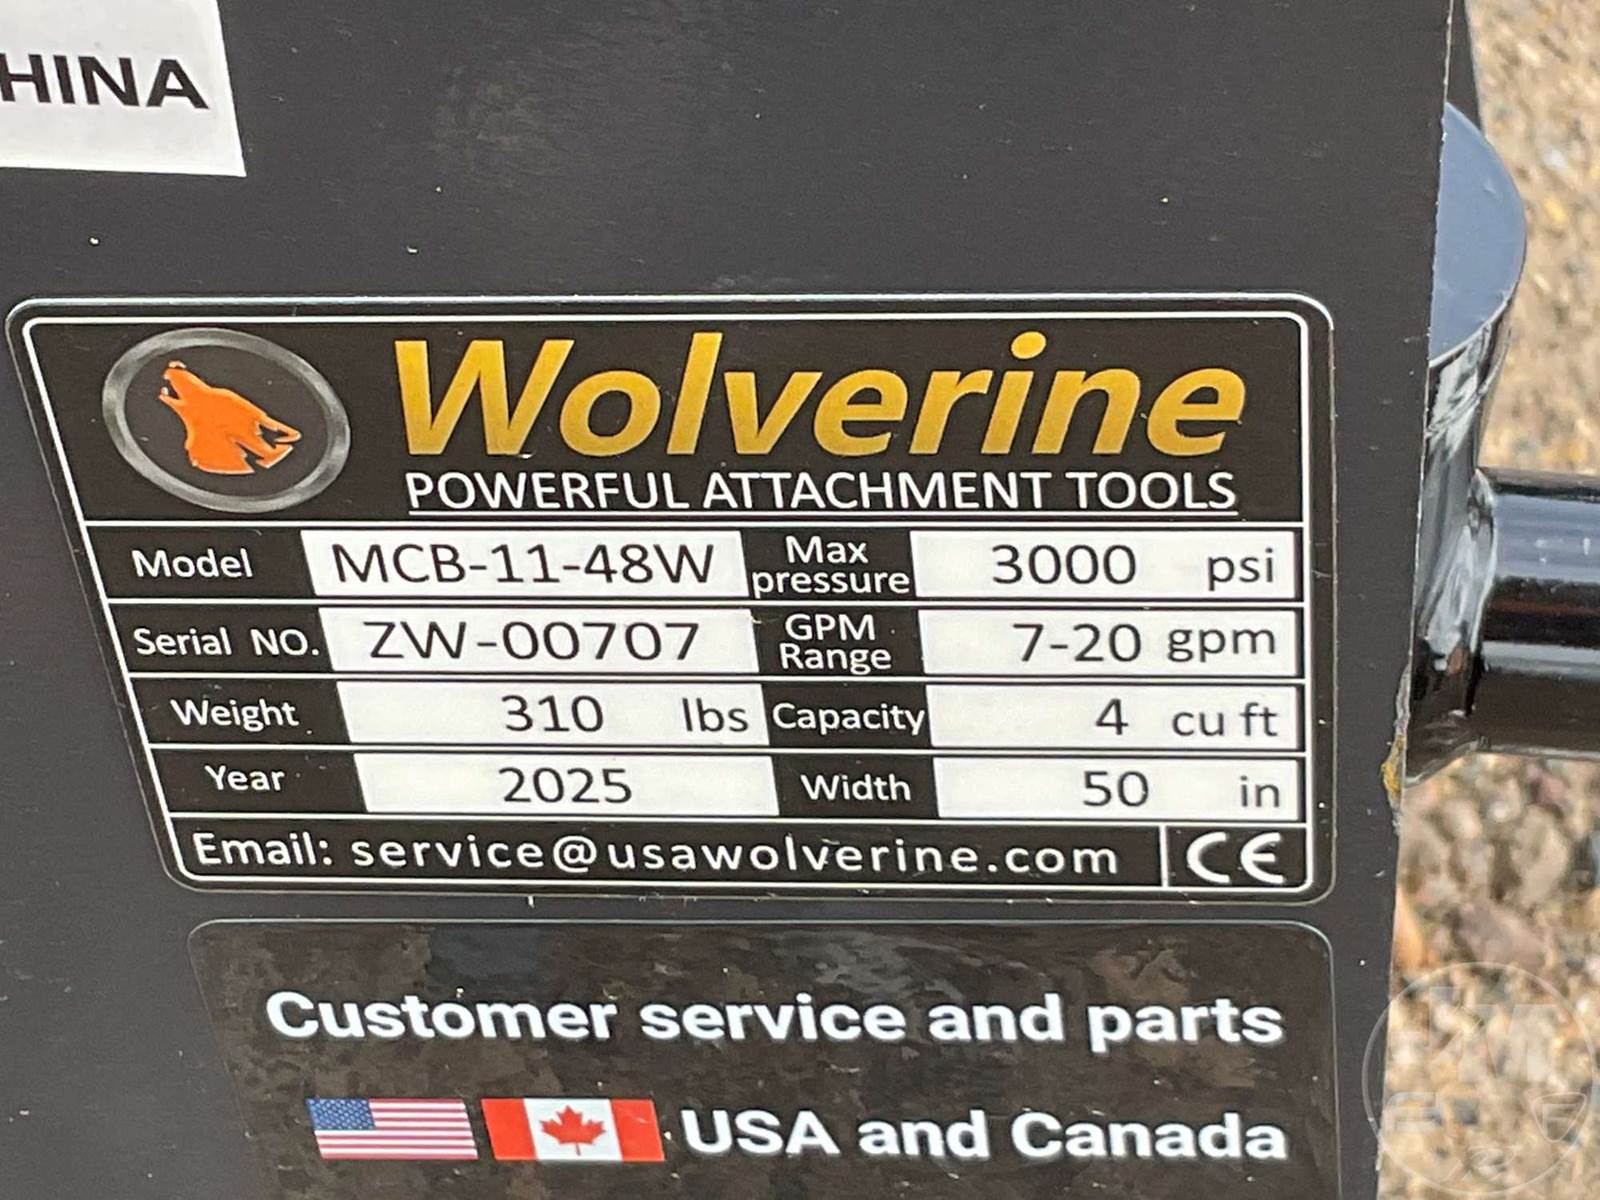 HINA
Wolverine
POWERFUL ATTACHMENT TOOLS
Model MCB-11-48W Max pressure 3000 psi
Serial NO. ZW-00707 GPM Range 7-20 gpm
Weight 310 lbs Capacity 4 cu ft
Year 2025 Width 50 in
Email: service@usawolverine.com CE
Customer service and parts
USA and Canada